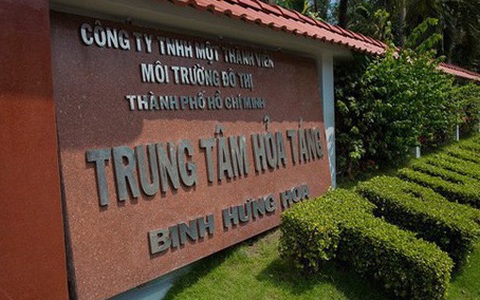 CÔNG TY TNHH MỘT THÀNH VIÊN
MÔI TRƯỜNG ĐÔ THỊ
THÀNH PHỐ HỒ CHÍ MINH
TRUNG TÂM HỎA TÁNG
BÌNH HƯNG HÒA